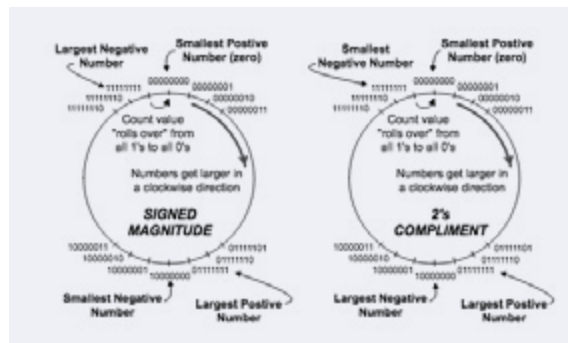 Largest Negative
Number
Smallest Postive
Number (zero)
11111111
11111110
11111101
00000000
00000001
00000010
00000011
Count value
"rolls over" from
all 1's to all 0's
Numbers get larger in
a clockwise direction
SIGNED
MAGNITUDE
10000011
10000010
10000001
10000000
01111101
01111110
01111111
Smallest Negative
Number
Largest Postive
Number
Smallest
Negative Number
Smallest Postive
Number (zero)
11111111
11111110
11111101
00000000
00000001
00000010
00000011
Count value
"rolls over" from
all 1's to all 0's
Numbers get larger in
a clockwise direction
2's
COMPLIMENT
10000011
10000010
10000001
10000000
01111101
01111110
01111111
Largest Negative
Number
Largest Postive
Number